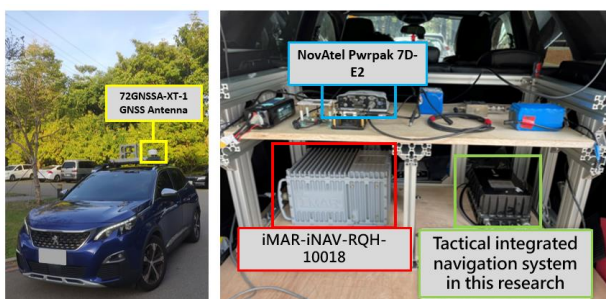 72GNSSA-XT-1
GNSS Antenna
NovAtel Pwrpak 7D-
E2
iMAR-iNAV-RQH-
10018
Tactical integrated
navigation system
in this research